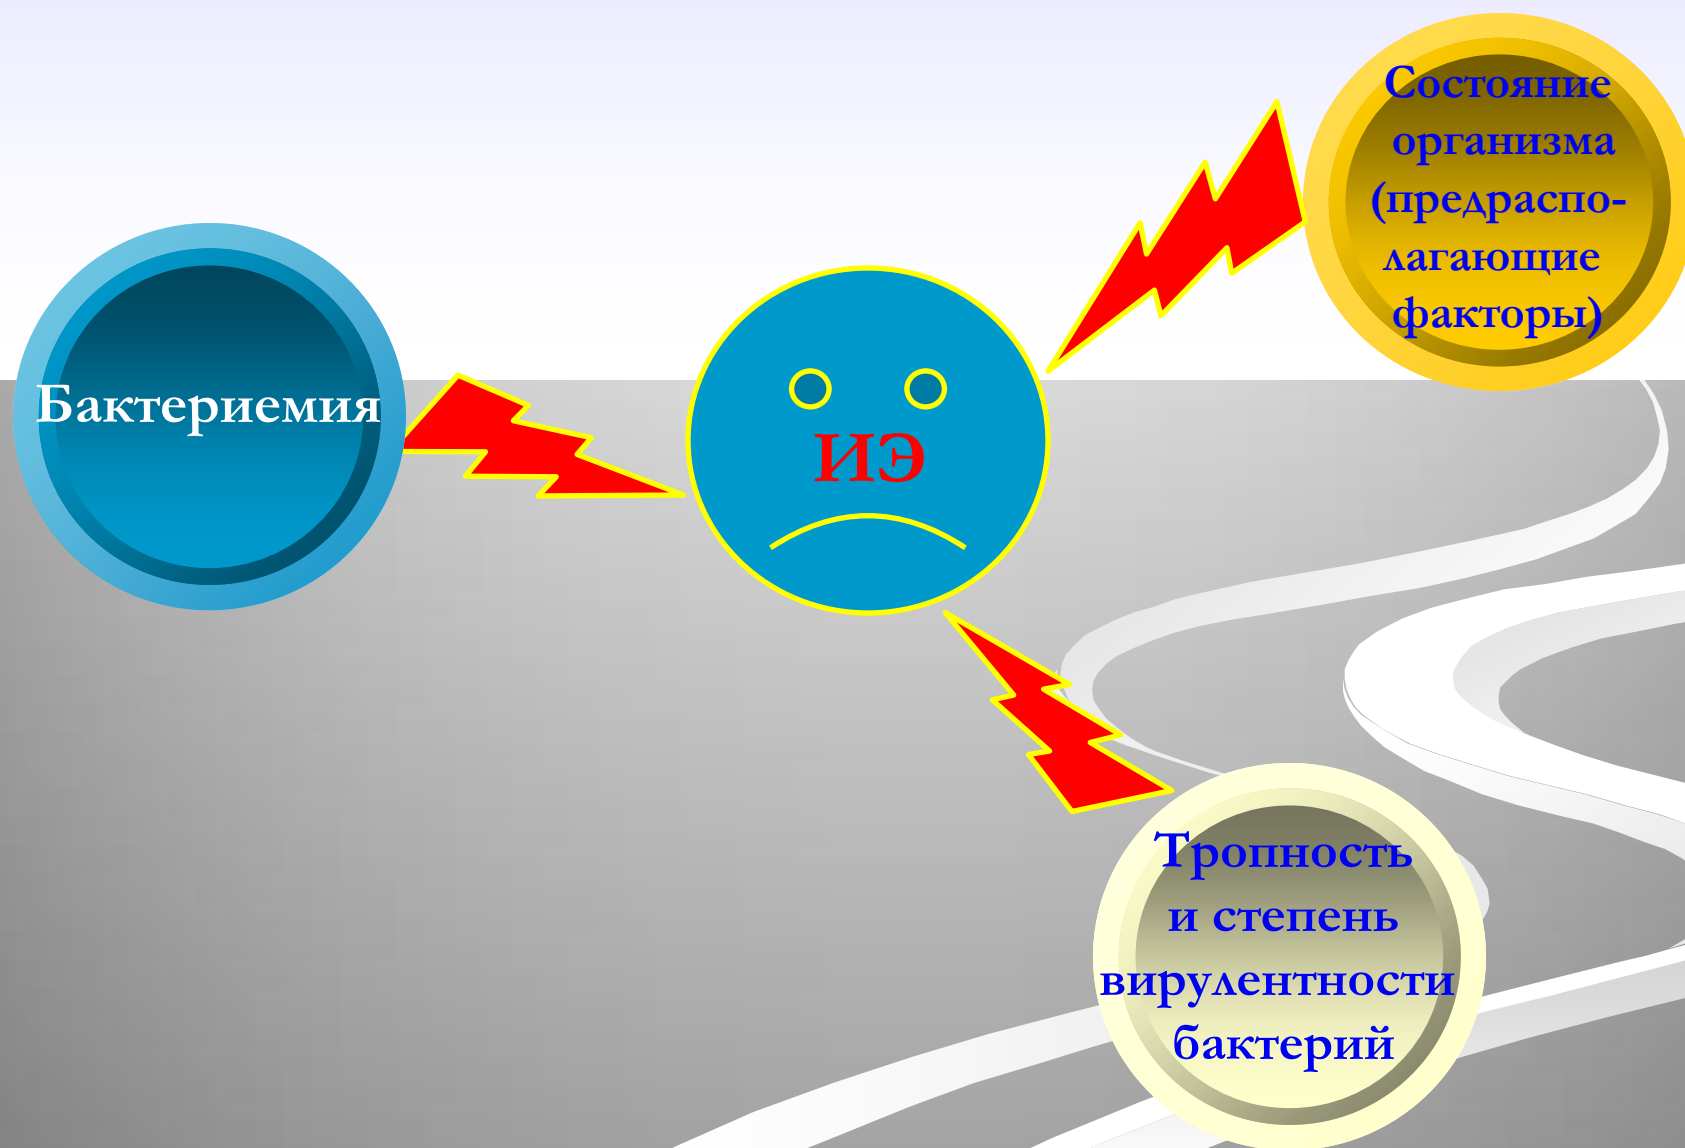 Состояние
организма
(предраспо-
лагающие
факторы)
Бактериемия
ИЭ
Тропность
и степень
вирулентности
бактерий